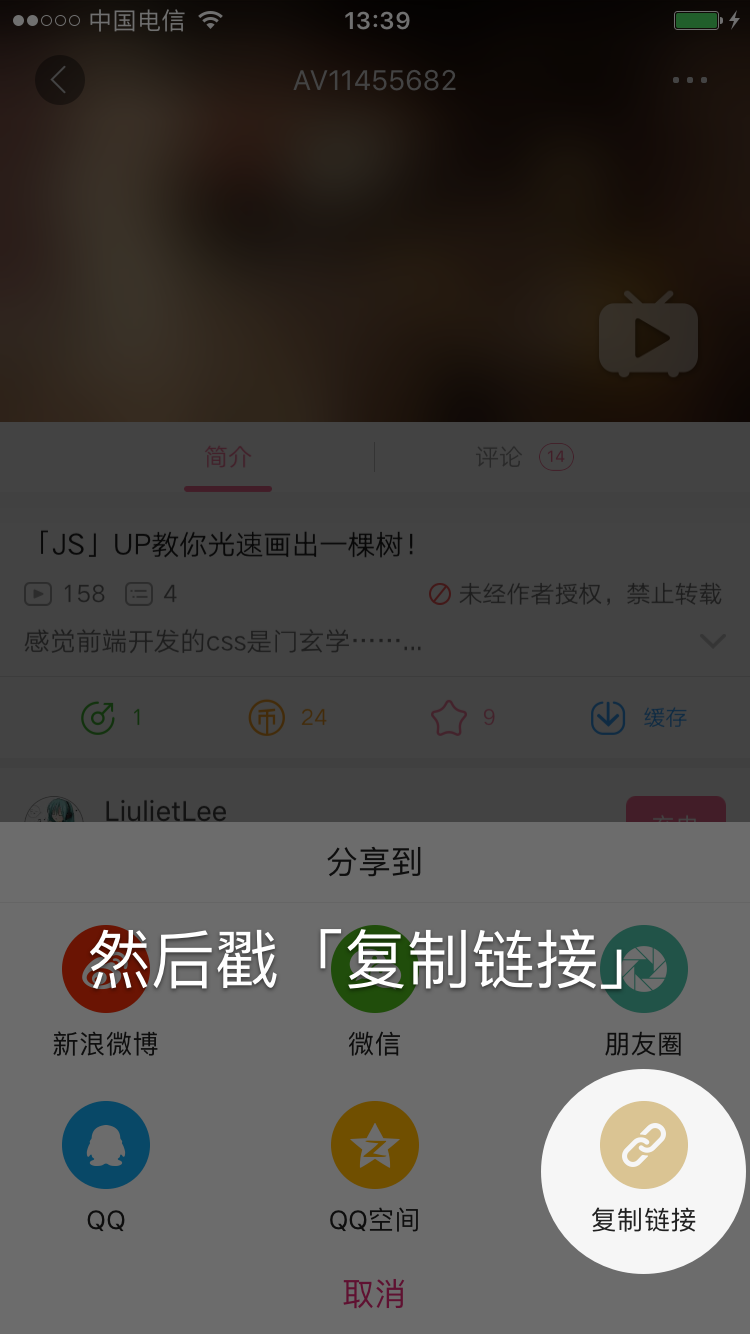 中国电信 13:39
AV11455682
简介 评论 14
「JS」UP教你光速画出一棵树！
158 4 未经作者授权，禁止转载
感觉前端开发的css是门玄学……...
1 24 9 缓存
LiulietLee
分享到
然后戳「复制链接」
新浪微博 微信 朋友圈
QQ QQ空间 复制链接
取消